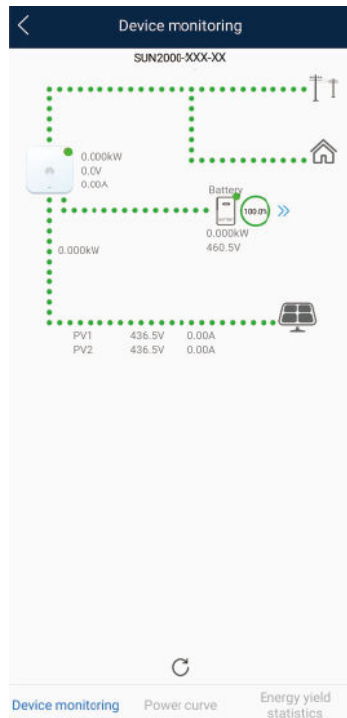 Device monitoring
SUN2000-XXX-XX
0.000kW
0.0V
0.00A
Battery
100.0%
0.000kW
460.5V
0.000kW
PV1 436.5V 0.00A
PV2 436.5V 0.00A
Device monitoring Power curve Energy yield statistics